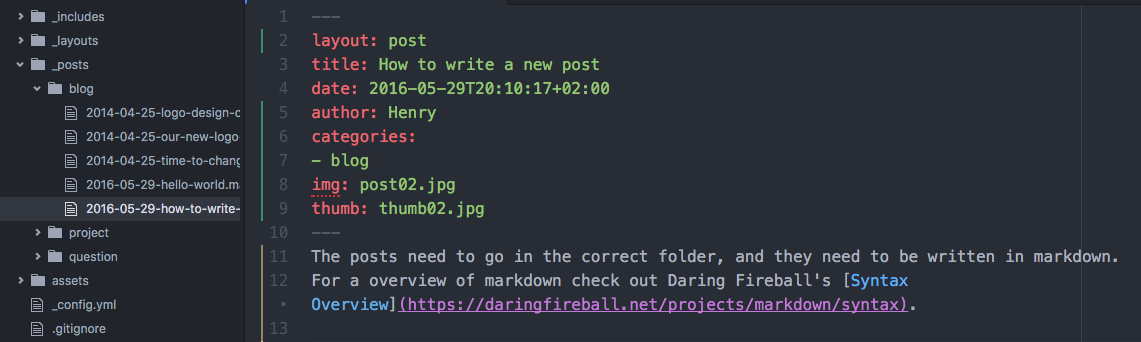 _includes
_layouts
_posts
blog
2014-04-25-logo-design-c
2014-04-25-our-new-logo
2014-04-25-time-to-chang
2016-05-29-hello-world.ma
2016-05-29-how-to-write-
project
question
assets
_config.yml
.gitignore
1 ---
2 layout: post
3 title: How to write a new post
4 date: 2016-05-29T20:10:17+02:00
5 author: Henry
6 categories:
7 - blog
8 img: post02.jpg
9 thumb: thumb02.jpg
10 ---
11 The posts need to go in the correct folder, and they need to be written in markdown.
12 For a overview of markdown check out Daring Fireball's [Syntax
• Overview](https://daringfireball.net/projects/markdown/syntax).
13